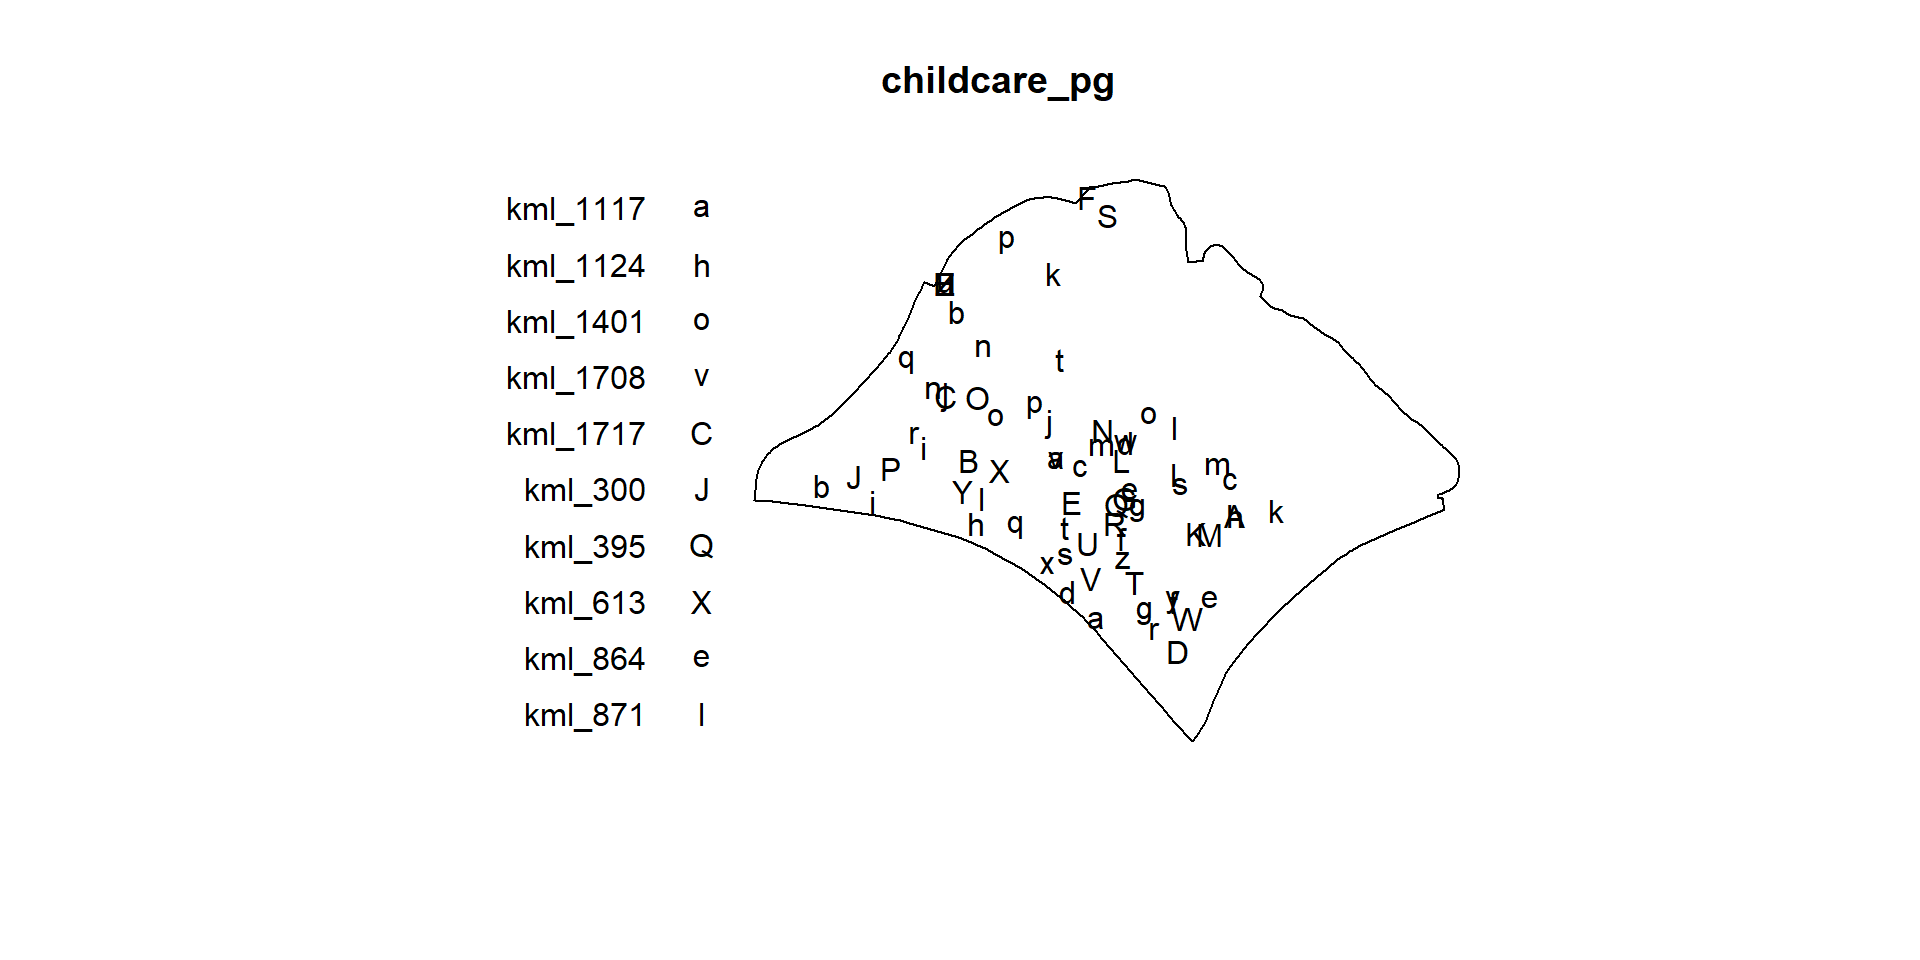 childcare_pg
kml_1117 a
kml_1124 h
kml_1401 o
kml_1708 v
kml_1717 C
kml_300 J
kml_395 Q
kml_613 X
kml_864 e
kml_871 l
F
S
p
k
b
n
q
t
C O
o
p
j
N
o
l
r
i
m
w
B
X
c
L
m
c
b J P
s
Y
l
E
g
k
h
q
t
R
K M
U
s
x
z
V
T
d
e
g
a
W
r
D